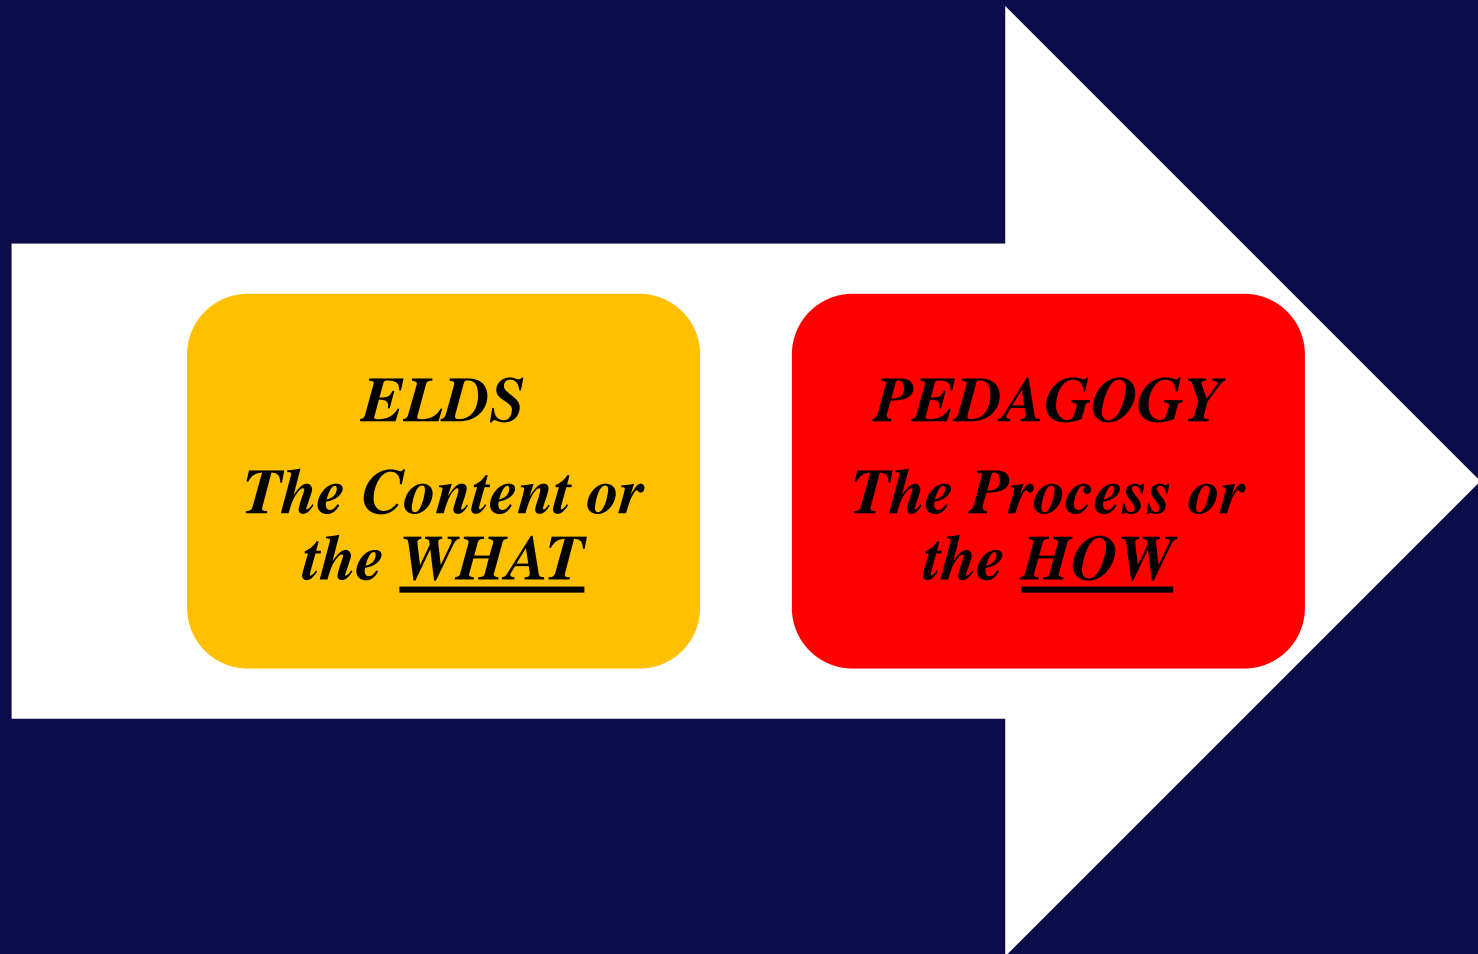 ELDS
The Content or
the WHAT
PEDAGOGY
The Process or
the HOW